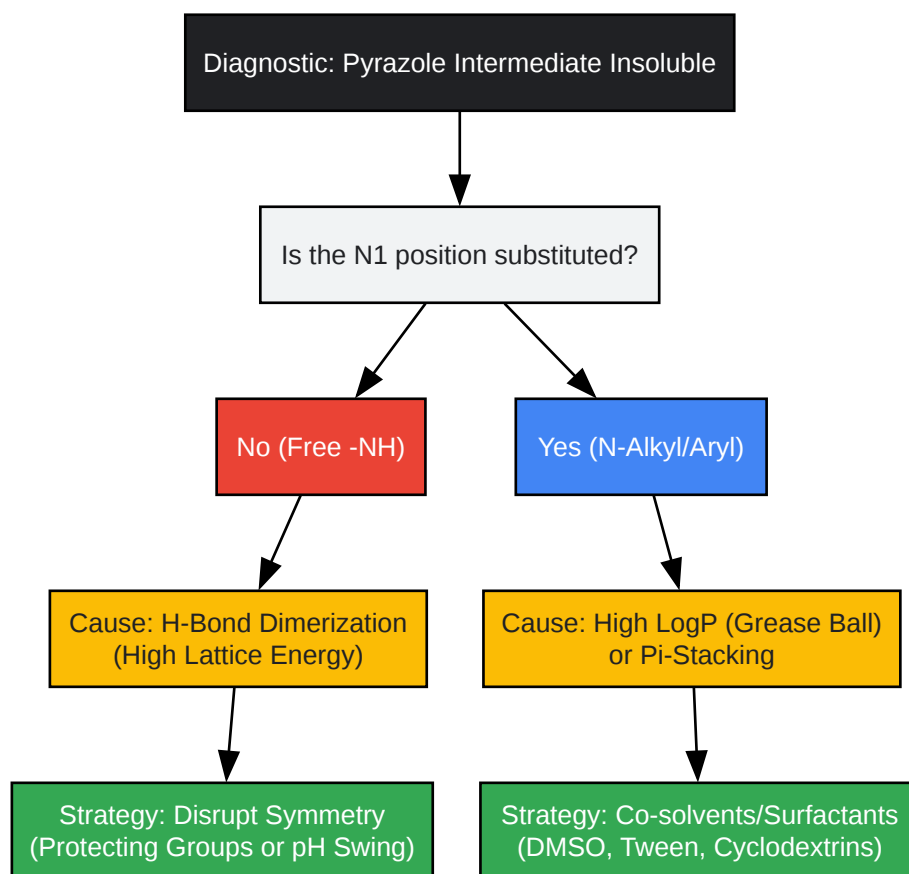 Diagnostic: Pyrazole Intermediate Insoluble
Is the N1 position substituted?
No (Free -NH)
Yes (N-Alkyl/Aryl)
Cause: H-Bond Dimerization
(High Lattice Energy)
Cause: High LogP (Grease Ball)
or Pi-Stacking
Strategy: Disrupt Symmetry
(Protecting Groups or pH Swing)
Strategy: Co-solvents/Surfactants
(DMSO, Tween, Cyclodextrins)